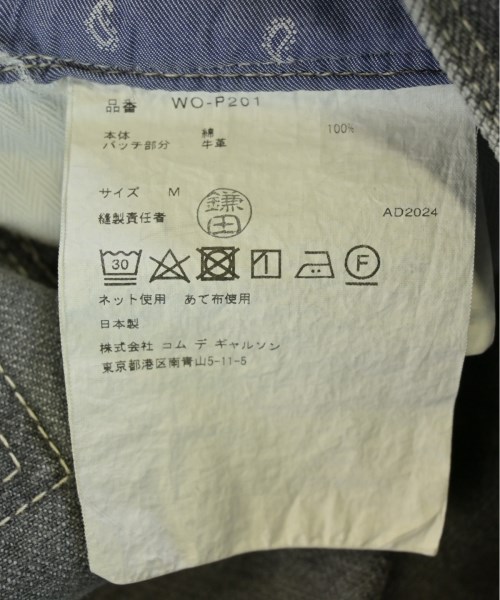 品番 WO-P201
本体 綿 100%
パッチ部分 牛革
サイズ M
縫製責任者 鎌田 AD2024
30 F
ネット使用 あて布使用
日本製
株式会社 コム デ ギャルソン
東京都港区南青山5-11-5